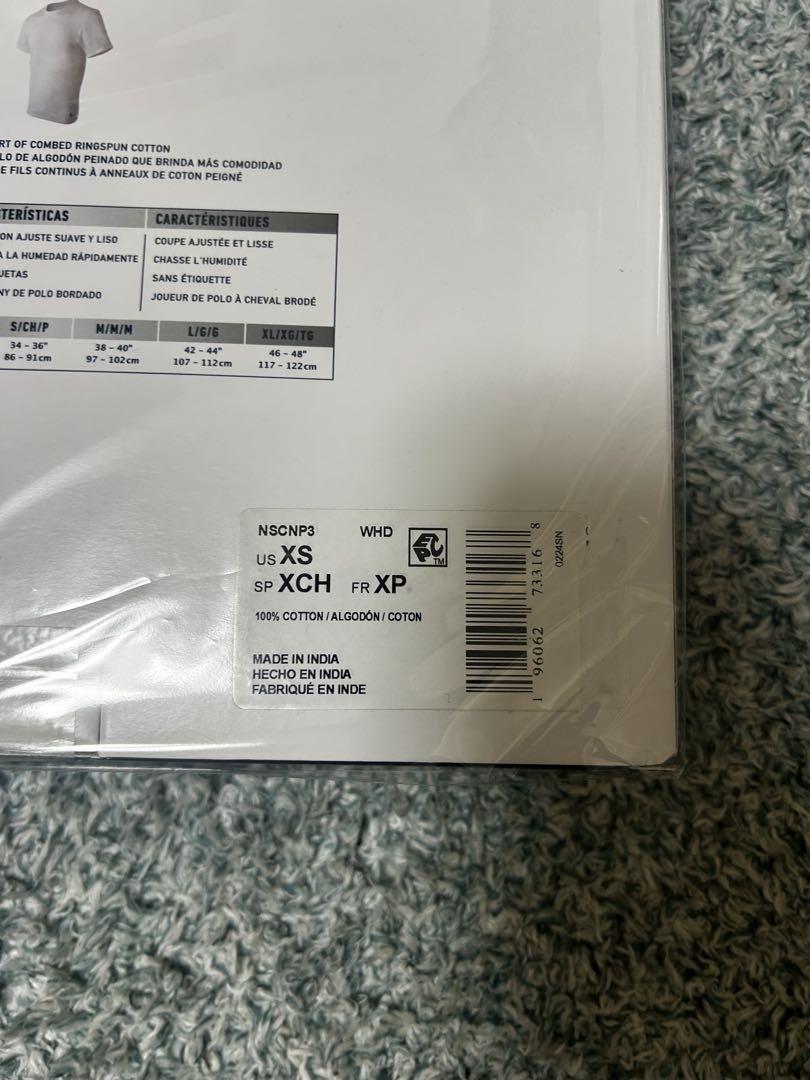 RT OF COMBED RINGSPUN COTTON
LO DE ALGODÓN PEINADO QUE BRINDA MÁS COMODIDAD
E FILS CONTINUS À ANNEAUX DE COTON PEIGNÉ
TERÍSTICAS
ON AJUSTE SUAVE Y LISO
A LA HUMEDAD RÁPIDAMENTE
UETAS
NY DE POLO BORDADO
CARACTÉRISTIQUES
COUPE AJUSTÉE ET LISSE
CHASSE L'HUMIDITÉ
SANS ÉTIQUETTE
JOUEUR DE POLO À CHEVAL BRODÉ
S/CH/P M/M/M L/G/G XL/XG/TG
34 - 36" 38 - 40" 42 - 44" 46 - 48"
86 - 91cm 97 - 102cm 107 - 112cm 117 - 122cm
NSCNP3 WHD
EPC TM
US XS
SP XCH FR XP
100% COTTON / ALGODÓN / COTON
MADE IN INDIA
HECHO EN INDIA
FABRIQUÉ EN INDE
1 96062 73316 8
0224SN